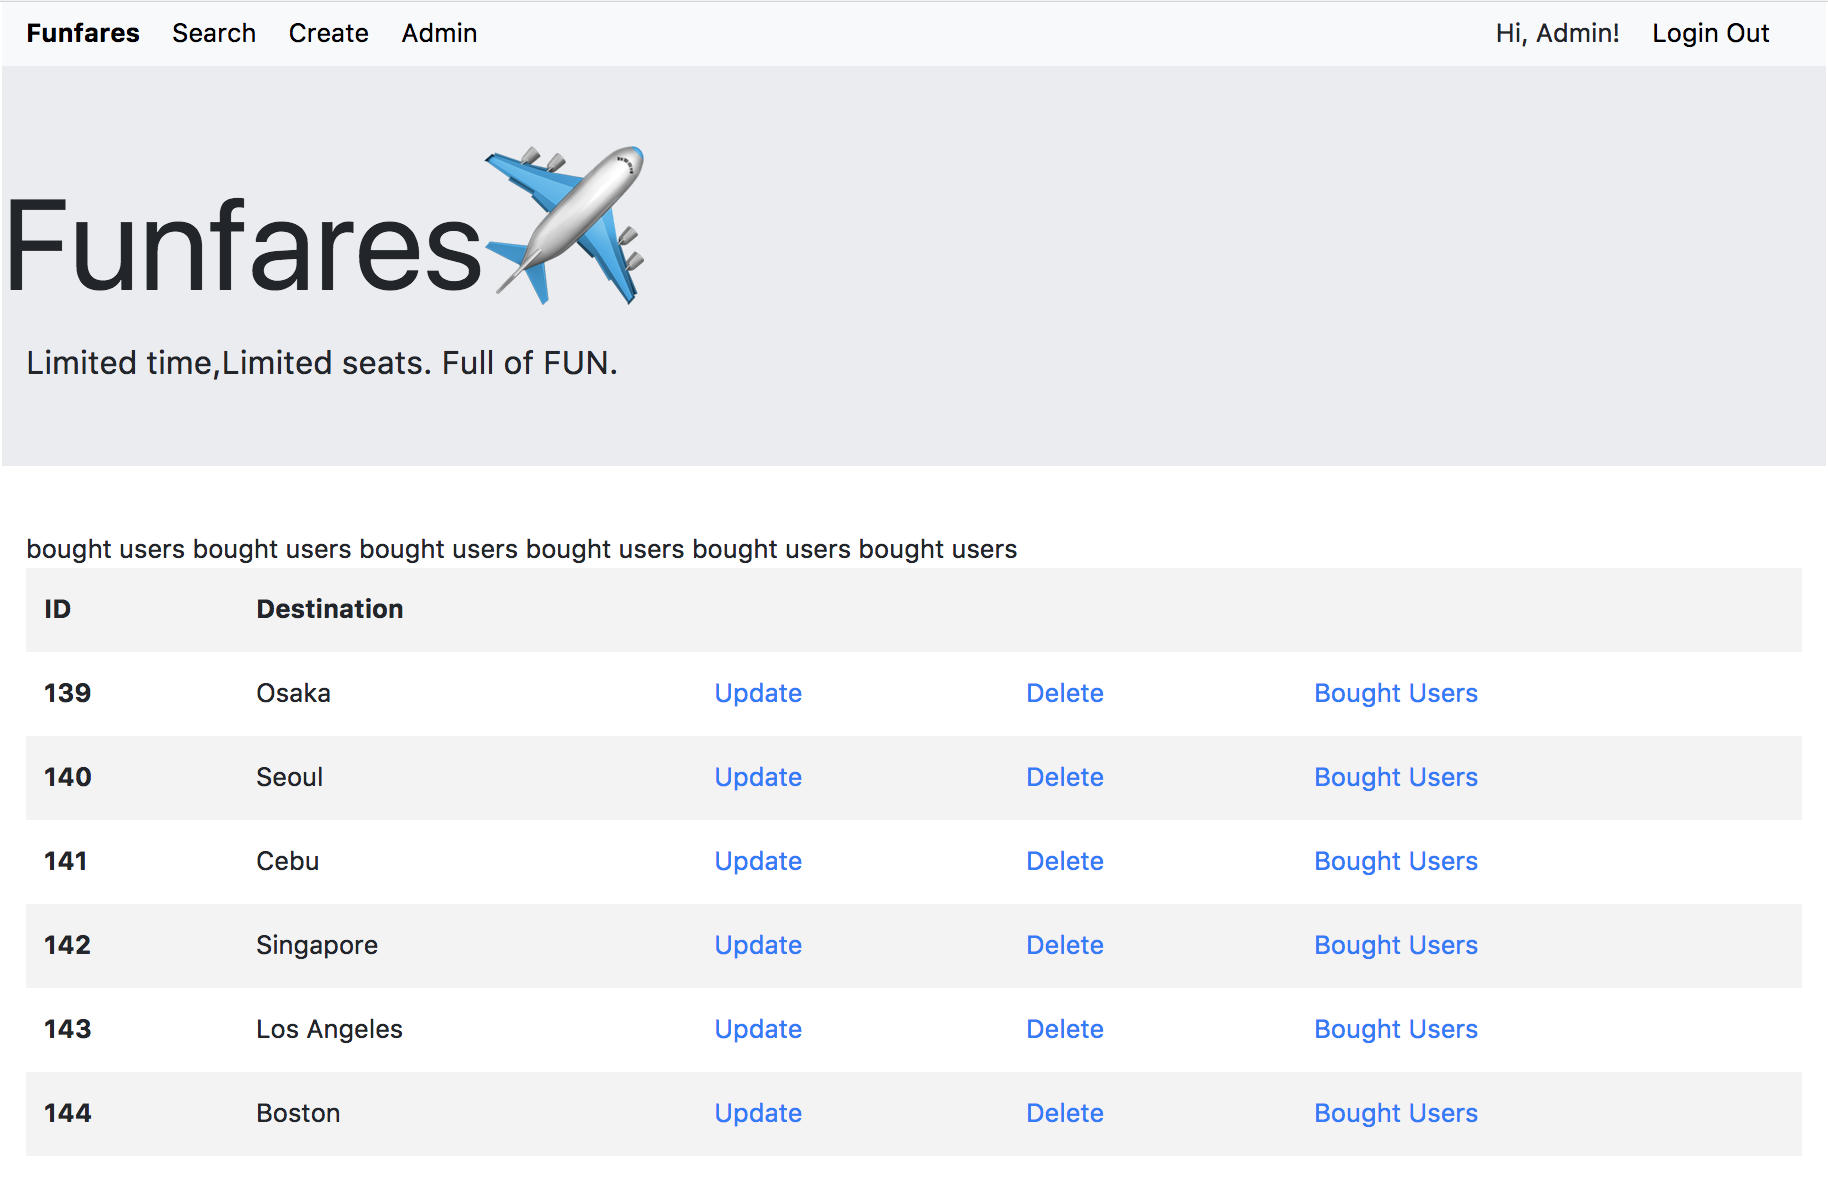 Funfares Search Create Admin Hi, Admin! Login Out
Funfares
Limited time,Limited seats. Full of FUN.
bought users bought users bought users bought users bought users bought users
ID Destination
139 Osaka Update Delete Bought Users
140 Seoul Update Delete Bought Users
141 Cebu Update Delete Bought Users
142 Singapore Update Delete Bought Users
143 Los Angeles Update Delete Bought Users
144 Boston Update Delete Bought Users